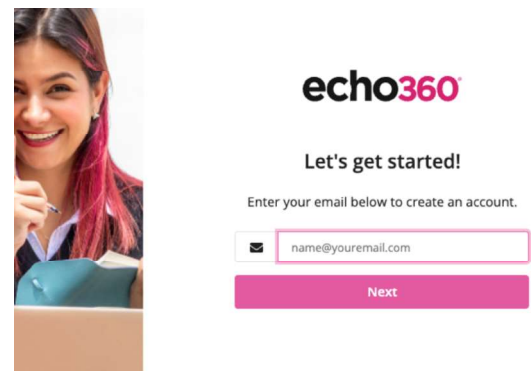 echo360
Let's get started!
Enter your email below to create an account.
name@youremail.com
Next